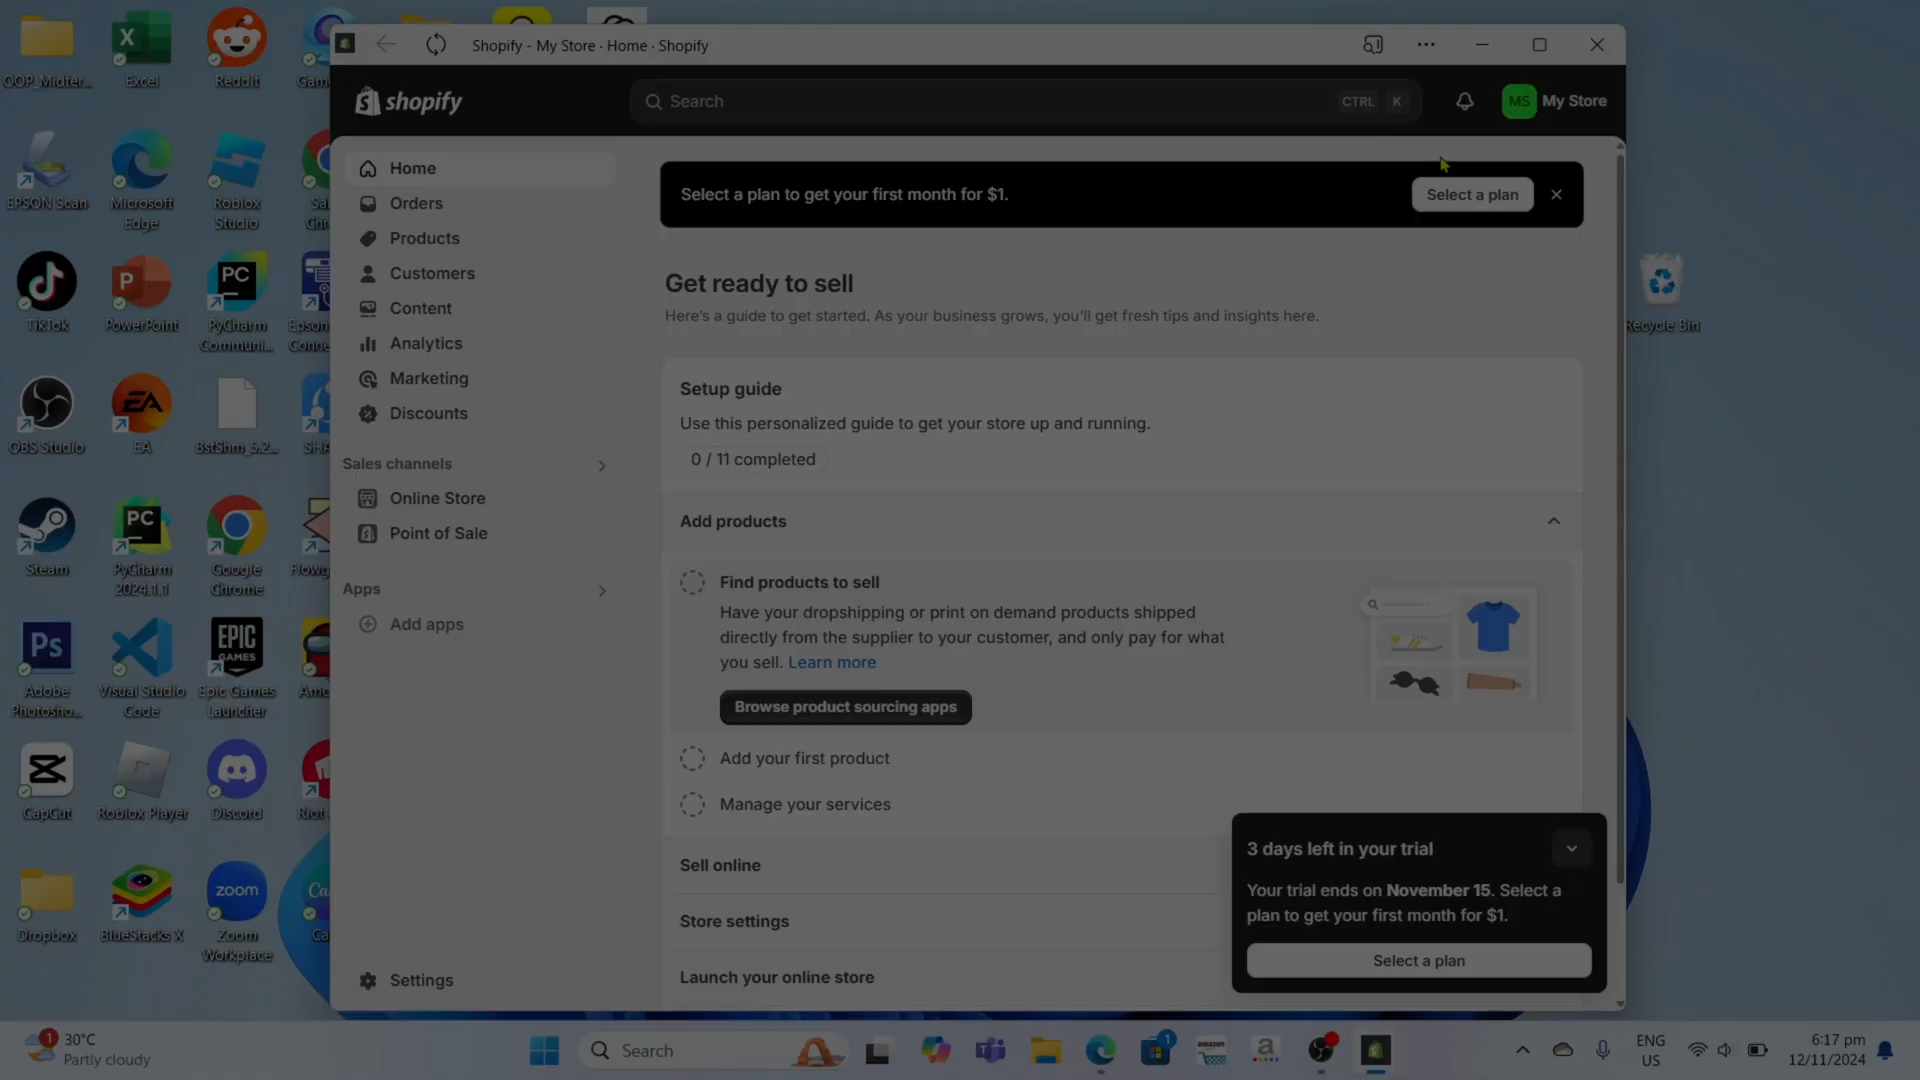 OOP_Midter...
Excel
Reddit
EPSON Scan
Microsoft
Edge
Roblox
Studio
TikTok
PowerPoint
PyCharm
Communi...
OBS Studio
EA
BstShm_5.2...
Steam
PyCharm
2024.1.1
Google
Chrome
Adobe
Photosho...
Visual Studio
Code
Epic Games
Launcher
CapCut
Roblox Player
Discord
Dropbox
BlueStacks X
Zoom
Workplace
Recycle Bin
Shopify - My Store · Home · Shopify
shopify
Search
CTRL K
MS My Store
Home
Orders
Products
Customers
Content
Analytics
Marketing
Discounts
Sales channels
Online Store
Point of Sale
Apps
Add apps
Settings
Select a plan to get your first month for $1.
Select a plan
Get ready to sell
Here's a guide to get started. As your business grows, you'll get fresh tips and insights here.
Setup guide
Use this personalized guide to get your store up and running.
0 / 11 completed
Add products
Find products to sell
Have your dropshipping or print on demand products shipped
directly from the supplier to your customer, and only pay for what
you sell. Learn more
Browse product sourcing apps
Add your first product
Manage your services
Sell online
Store settings
Launch your online store
3 days left in your trial
Your trial ends on November 15. Select a
plan to get your first month for $1.
Select a plan
1
30°C
Partly cloudy
Search
1
ENG
US
6:17 pm
12/11/2024